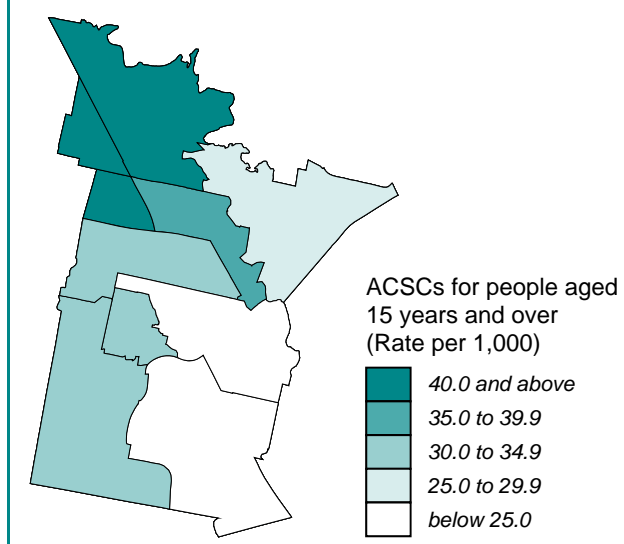 ACSCs for people aged
15 years and over
(Rate per 1,000)
40.0 and above
35.0 to 39.9
30.0 to 34.9
25.0 to 29.9
below 25.0